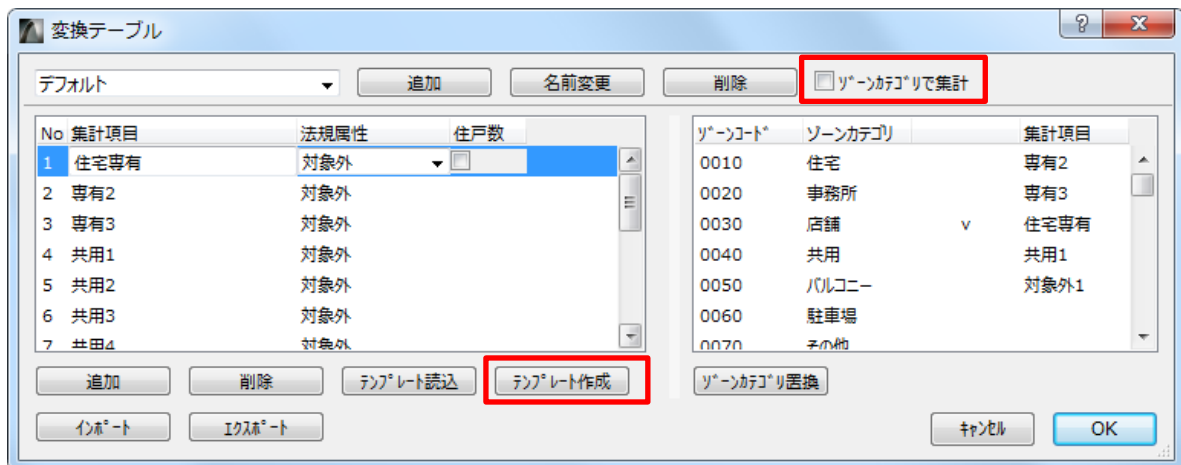 変換テーブル
デフォルト 追加 名前変更 削除 ｿﾞｰﾝｶﾃｺﾞﾘで集計
No 集計項目 法規属性 住戸数
1 住宅専有 対象外
2 専有2 対象外
3 専有3 対象外
4 共用1 対象外
5 共用2 対象外
6 共用3 対象外
7 共用4 対象外
追加 削除 ﾃﾝﾌﾟﾚｰﾄ読込 ﾃﾝﾌﾟﾚｰﾄ作成
ｲﾝﾎﾟｰﾄ ｴｸｽﾎﾟｰﾄ
ｿﾞｰﾝｺｰﾄﾞ ゾーンカテゴリ 集計項目
0010 住宅 専有2
0020 事務所 専有3
0030 店舗 v 住宅専有
0040 共用 共用1
0050 バルコニー 対象外1
0060 駐車場
0070 その他
ｿﾞｰﾝｶﾃｺﾞﾘ置換
ｷｬﾝｾﾙ OK